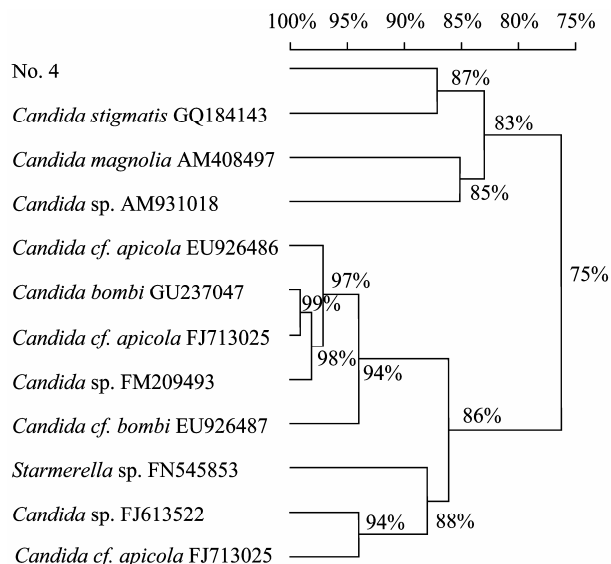 100% 95% 90% 85% 80% 75%
No. 4
87%
Candida stigmatis GQ184143
83%
Candida magnolia AM408497
85%
Candida sp. AM931018
Candida cf. apicola EU926486
97%
75%
Candida bombi GU237047
99%
Candida cf. apicola FJ713025
98%
94%
Candida sp. FM209493
86%
Candida cf. bombi EU926487
Starmerella sp. FN545853
Candida sp. FJ613522
94%
88%
Candida cf. apicola FJ713025